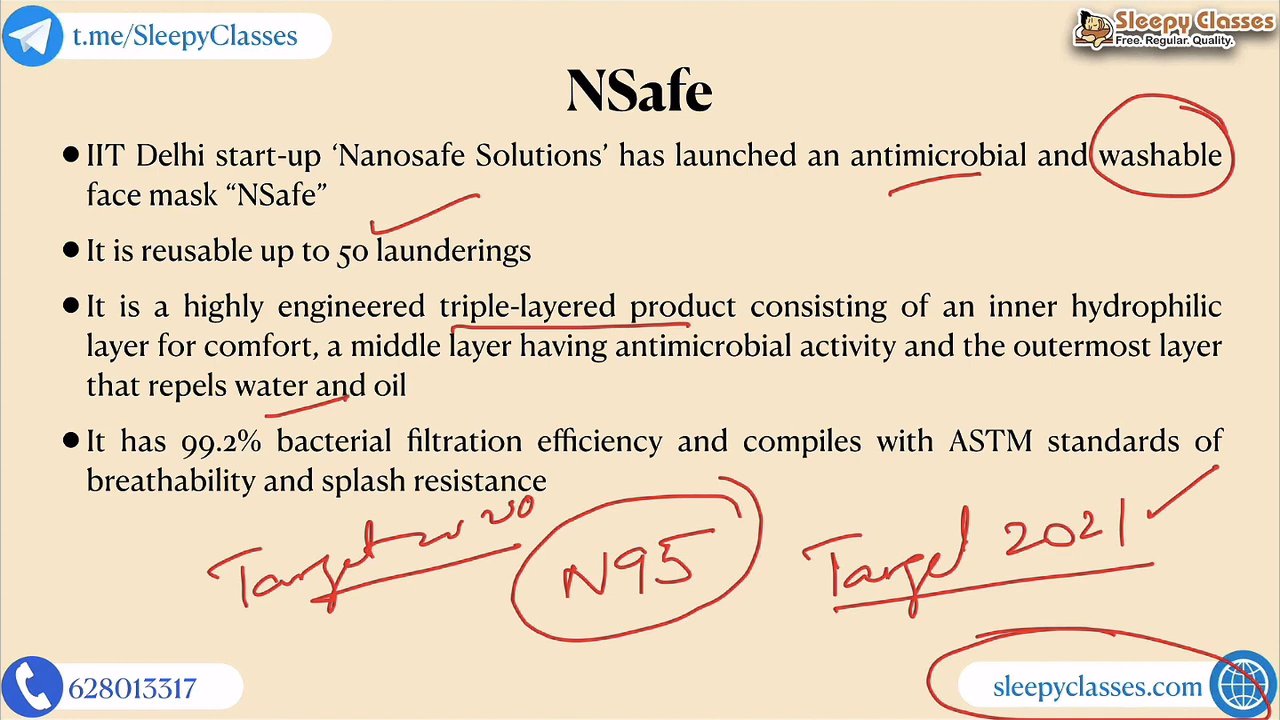 t.me/SleepyClasses
Sleepy Classes
Free. Regular. Quality.
NSafe
● IIT Delhi start-up ‘Nanosafe Solutions’ has launched an antimicrobial and washable
face mask “NSafe”
● It is reusable up to 50 launderings
● It is a highly engineered triple-layered product consisting of an inner hydrophilic
layer for comfort, a middle layer having antimicrobial activity and the outermost layer
that repels water and oil
● It has 99.2% bacterial filtration efficiency and compiles with ASTM standards of
breathability and splash resistance
Target
N95
Target 2021
628013317
sleepyclasses.com